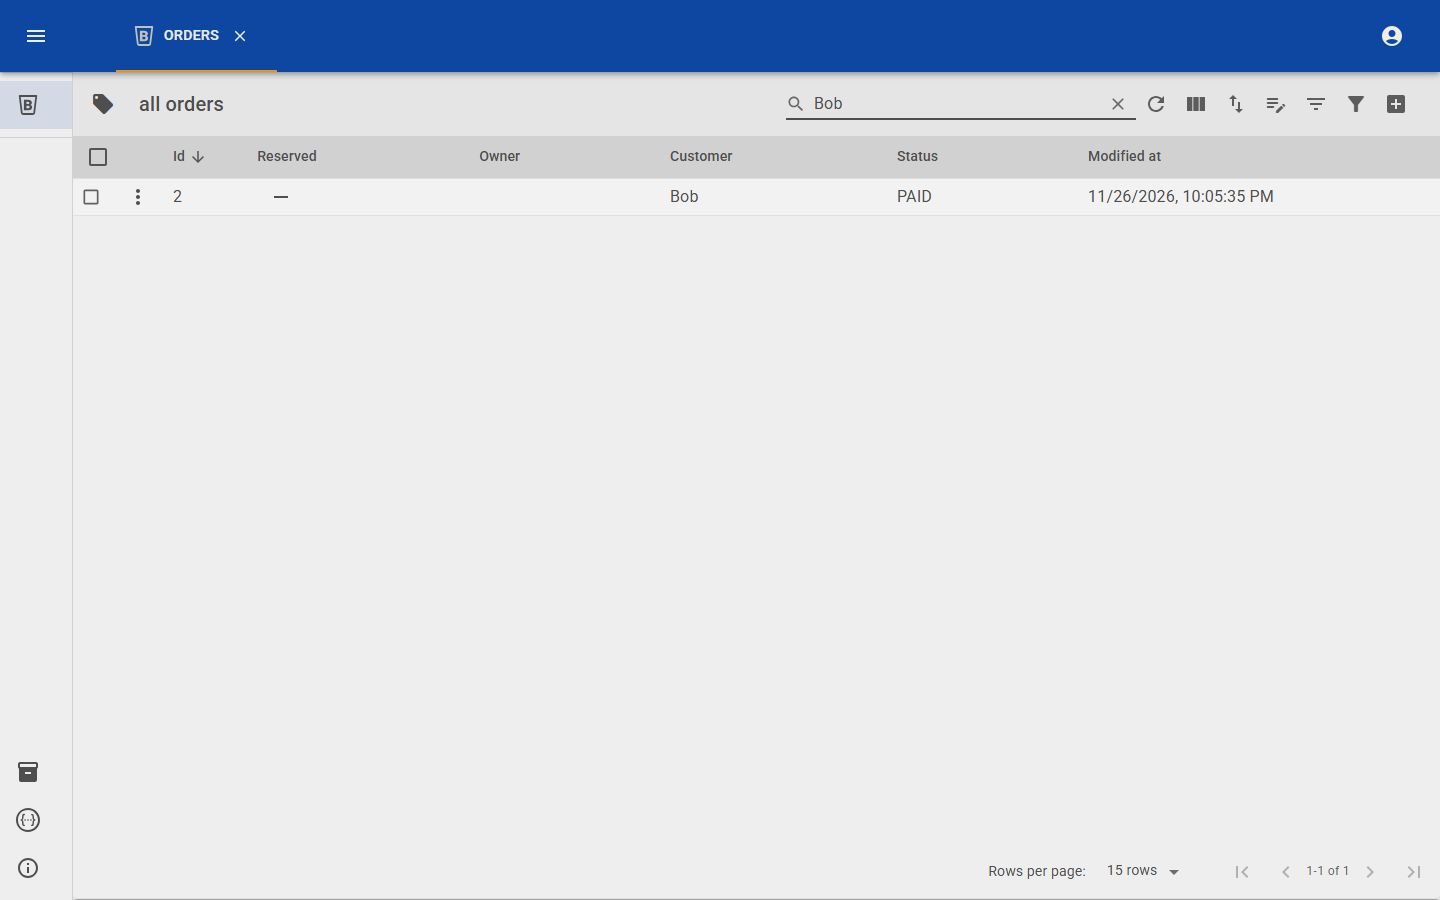 ORDERS
all orders
Bob
Id Reserved Owner Customer Status Modified at
2 Bob PAID 11/26/2026, 10:05:35 PM
Rows per page: 15 rows 1-1 of 1